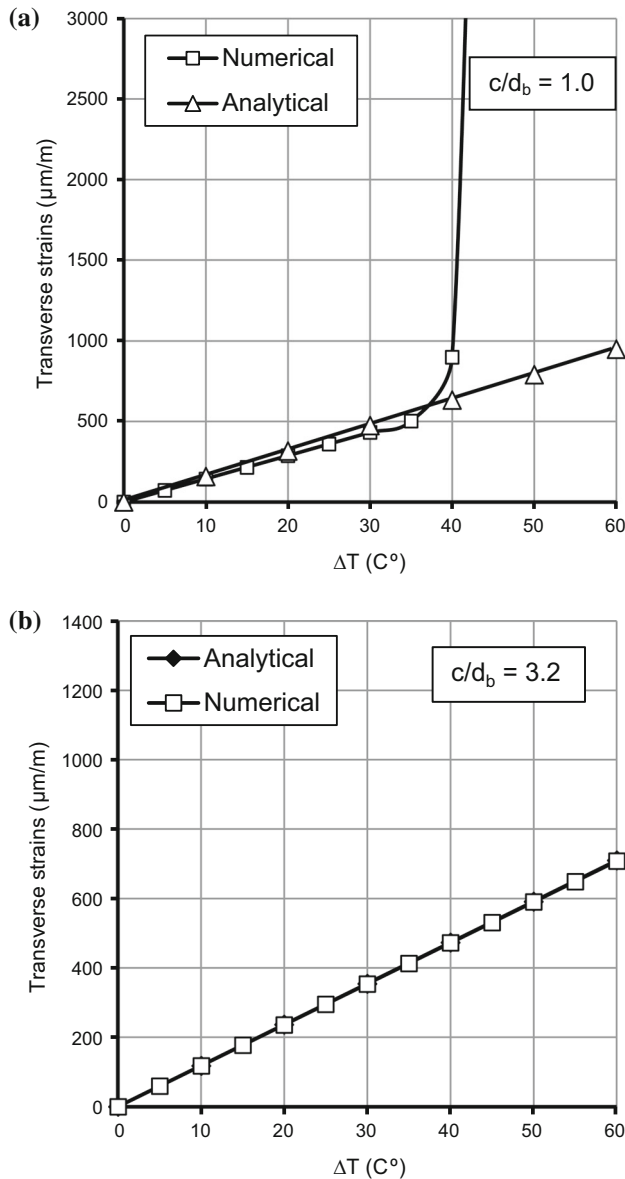 (a)
3000
2500
2000
1500
1000
500
0
Transverse strains (µm/m)
Numerical
Analytical
c/d_b = 1.0
0 10 20 30 40 50 60
ΔT (Cº)
(b)
1400
1200
1000
800
600
400
200
0
Transverse strains (µm/m)
Analytical
Numerical
c/d_b = 3.2
0 10 20 30 40 50 60
ΔT (Cº)